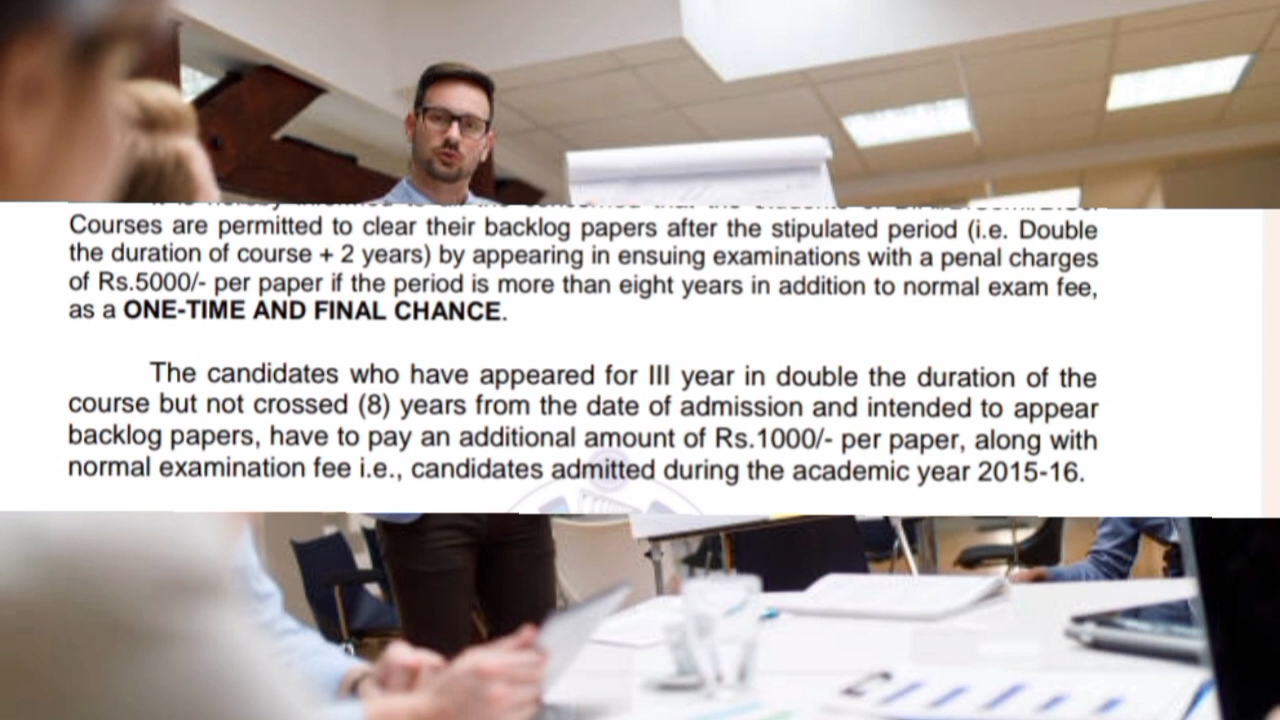 Courses are permitted to clear their backlog papers after the stipulated period (i.e. Double
the duration of course + 2 years) by appearing in ensuing examinations with a penal charges
of Rs.5000/- per paper if the period is more than eight years in addition to normal exam fee,
as a ONE-TIME AND FINAL CHANCE.
The candidates who have appeared for III year in double the duration of the
course but not crossed (8) years from the date of admission and intended to appear
backlog papers, have to pay an additional amount of Rs.1000/- per paper, along with
normal examination fee i.e., candidates admitted during the academic year 2015-16.